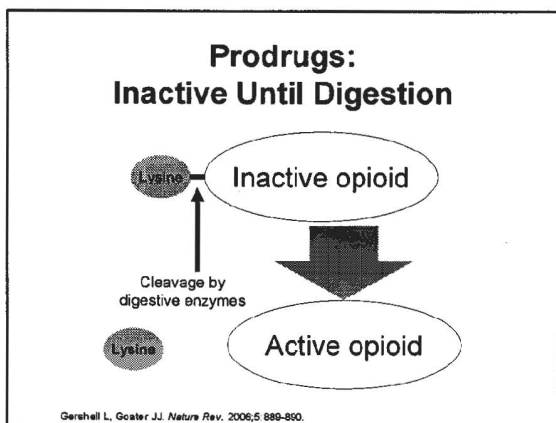 Prodrugs:
Inactive Until Digestion
Lysine
Inactive opioid
Cleavage by
digestive enzymes
Lysine
Active opioid
Gershell L, Goater JJ. Nature Rev. 2006;5:889-890.